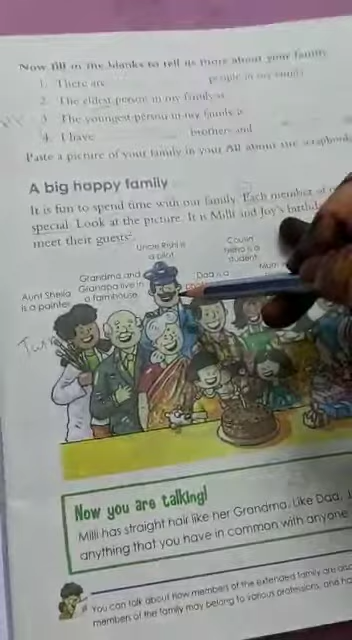 Now fill in the blanks to tell us more about your family
1. There are people in my family
2. The eldest person in my family is
3. The youngest person in my family is
4. I have brothers and
Paste a picture of your family in your All about me scrapbook
A big happy family
It is fun to spend time with our family. Each member of
special. Look at the picture. It is Milli and Joy's
meet their guests
Uncle Rishi is
a pilot
Cousin
Neha is a
student
Grandma and
Grandpa live in
a farmhouse
Dad is a
Mum
Aunt Sheila
is a painter
Now you are talking!
Milli has straight hair like her Grandma. Like Dad,
anything that you have in common with anyone
You can talk about how members of the extended family are
members of the family may belong to various professions, and